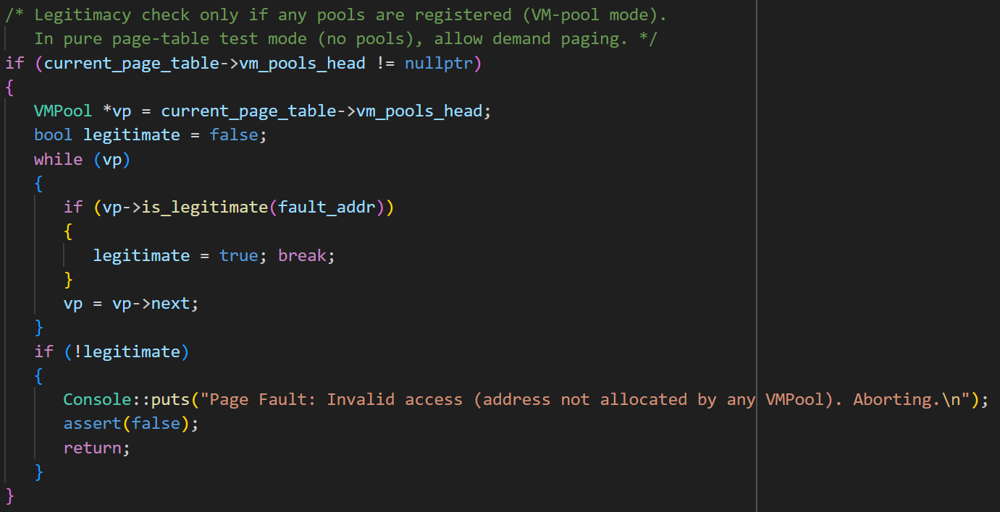 /* Legitimacy check only if any pools are registered (VM-pool mode).
   In pure page-table test mode (no pools), allow demand paging. */
if (current_page_table->vm_pools_head != nullptr)
{
   VMPool *vp = current_page_table->vm_pools_head;
   bool legitimate = false;
   while (vp)
   {
      if (vp->is_legitimate(fault_addr))
      {
         legitimate = true; break;
      }
      vp = vp->next;
   }
   if (!legitimate)
   {
      Console::puts("Page Fault: Invalid access (address not allocated by any VMPool). Aborting.\n");
      assert(false);
      return;
   }
}